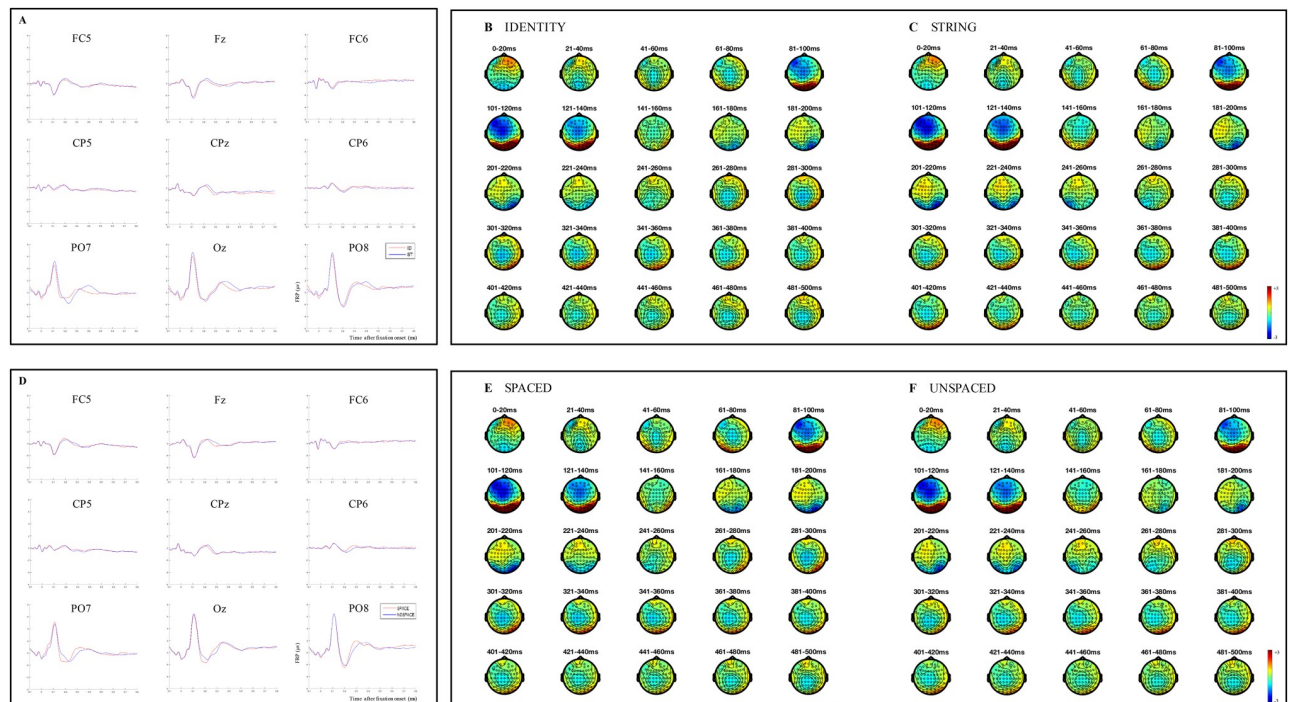 A
FC5 Fz FC6
CP5 CPz CP6
PO7 Oz PO8
ID
ST
FRP (µv)
Time after fixation onset (ms)
B IDENTITY
0-20ms 21-40ms 41-60ms 61-80ms 81-100ms
101-120ms 121-140ms 141-160ms 161-180ms 181-200ms
201-220ms 221-240ms 241-260ms 261-280ms 281-300ms
301-320ms 321-340ms 341-360ms 361-380ms 381-400ms
401-420ms 421-440ms 441-460ms 461-480ms 481-500ms
C STRING
0-20ms 21-40ms 41-60ms 61-80ms 81-100ms
101-120ms 121-140ms 141-160ms 161-180ms 181-200ms
201-220ms 221-240ms 241-260ms 261-280ms 281-300ms
301-320ms 321-340ms 341-360ms 361-380ms 381-400ms
401-420ms 421-440ms 441-460ms 461-480ms 481-500ms
+3
-3
D
FC5 Fz FC6
CP5 CPz CP6
PO7 Oz PO8
SPACE
NOSPACE
FRP (µv)
Time after fixation onset (ms)
E SPACED
0-20ms 21-40ms 41-60ms 61-80ms 81-100ms
101-120ms 121-140ms 141-160ms 161-180ms 181-200ms
201-220ms 221-240ms 241-260ms 261-280ms 281-300ms
301-320ms 321-340ms 341-360ms 361-380ms 381-400ms
401-420ms 421-440ms 441-460ms 461-480ms 481-500ms
F UNSPACED
0-20ms 21-40ms 41-60ms 61-80ms 81-100ms
101-120ms 121-140ms 141-160ms 161-180ms 181-200ms
201-220ms 221-240ms 241-260ms 261-280ms 281-300ms
301-320ms 321-340ms 341-360ms 361-380ms 381-400ms
401-420ms 421-440ms 441-460ms 461-480ms 481-500ms
+3
-3